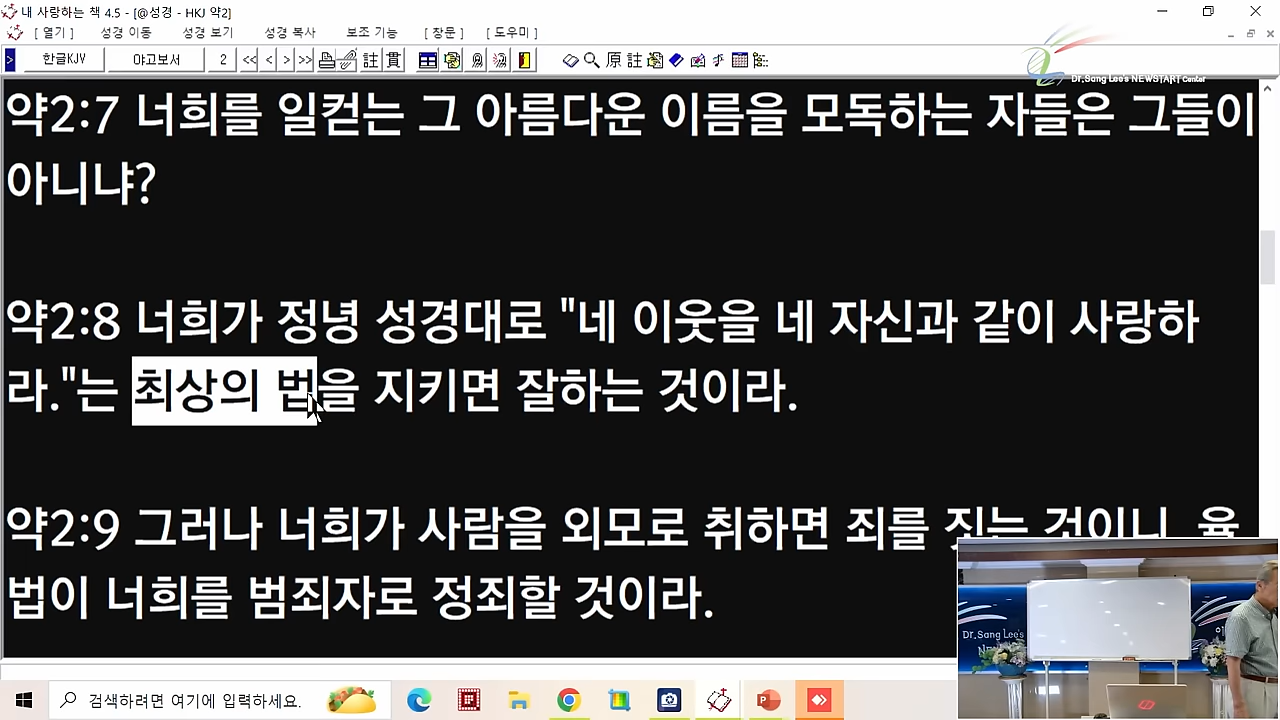 내 사랑하는 책 4.5 - [@성경 - HKJ 약2]
[ 열기 ] 성경 이동 성경 보기 성경 복사 보조 기능 [ 창문 ] [ 도우미 ]
> 한글KJV 야고보서 2 << < > >> 註 貫 原 註
Dr.Sang Lee's NEWSTART Center
약2:7 너희를 일컫는 그 아름다운 이름을 모독하는 자들은 그들이
아니냐?
약2:8 너희가 정녕 성경대로 "네 이웃을 네 자신과 같이 사랑하
라."는 최상의 법을 지키면 잘하는 것이라.
약2:9 그러나 너희가 사람을 외모로 취하면 죄를 짓는 것이니, 율
법이 너희를 범죄자로 정죄할 것이라.
Dr.Sang Lee's
검색하려면 여기에 입력하세요.